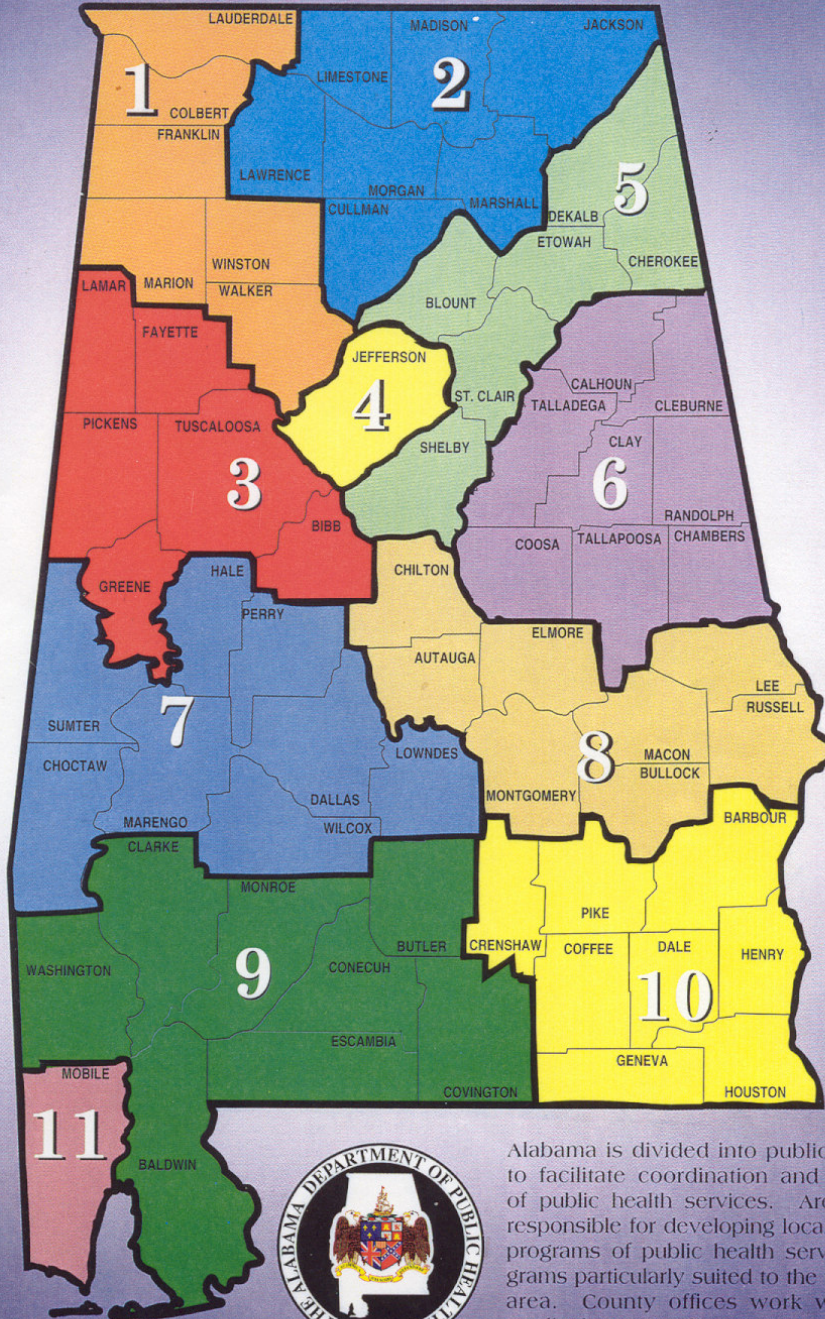 LAUDERDALE
MADISON
JACKSON
LIMESTONE
1
2
COLBERT
FRANKLIN
LAWRENCE
MORGAN
MARSHALL
CULLMAN
5
DEKALB
ETOWAH
CHEROKEE
WINSTON
MARION
WALKER
LAMAR
BLOUNT
FAYETTE
JEFFERSON
4
ST. CLAIR
CALHOUN
TALLADEGA
CLEBURNE
PICKENS
TUSCALOOSA
SHELBY
CLAY
3
6
BIBB
RANDOLPH
COOSA
TALLAPOOSA
CHAMBERS
GREENE
HALE
CHILTON
PERRY
ELMORE
AUTAUGA
LEE
RUSSELL
SUMTER
7
CHOCTAW
LOWNDES
8
MACON
BULLOCK
DALLAS
MONTGOMERY
MARENGO
WILCOX
BARBOUR
CLARKE
MONROE
PIKE
BUTLER
CRENSHAW
COFFEE
DALE
HENRY
WASHINGTON
9
CONECUH
10
ESCAMBIA
GENEVA
MOBILE
COVINGTON
HOUSTON
11
BALDWIN
THE ALABAMA DEPARTMENT OF PUBLIC HEALTH
Alabama is divided into public
to facilitate coordination and
of public health services. Are
responsible for developing loca
programs of public health serv
grams particularly suited to the
area. County offices work w